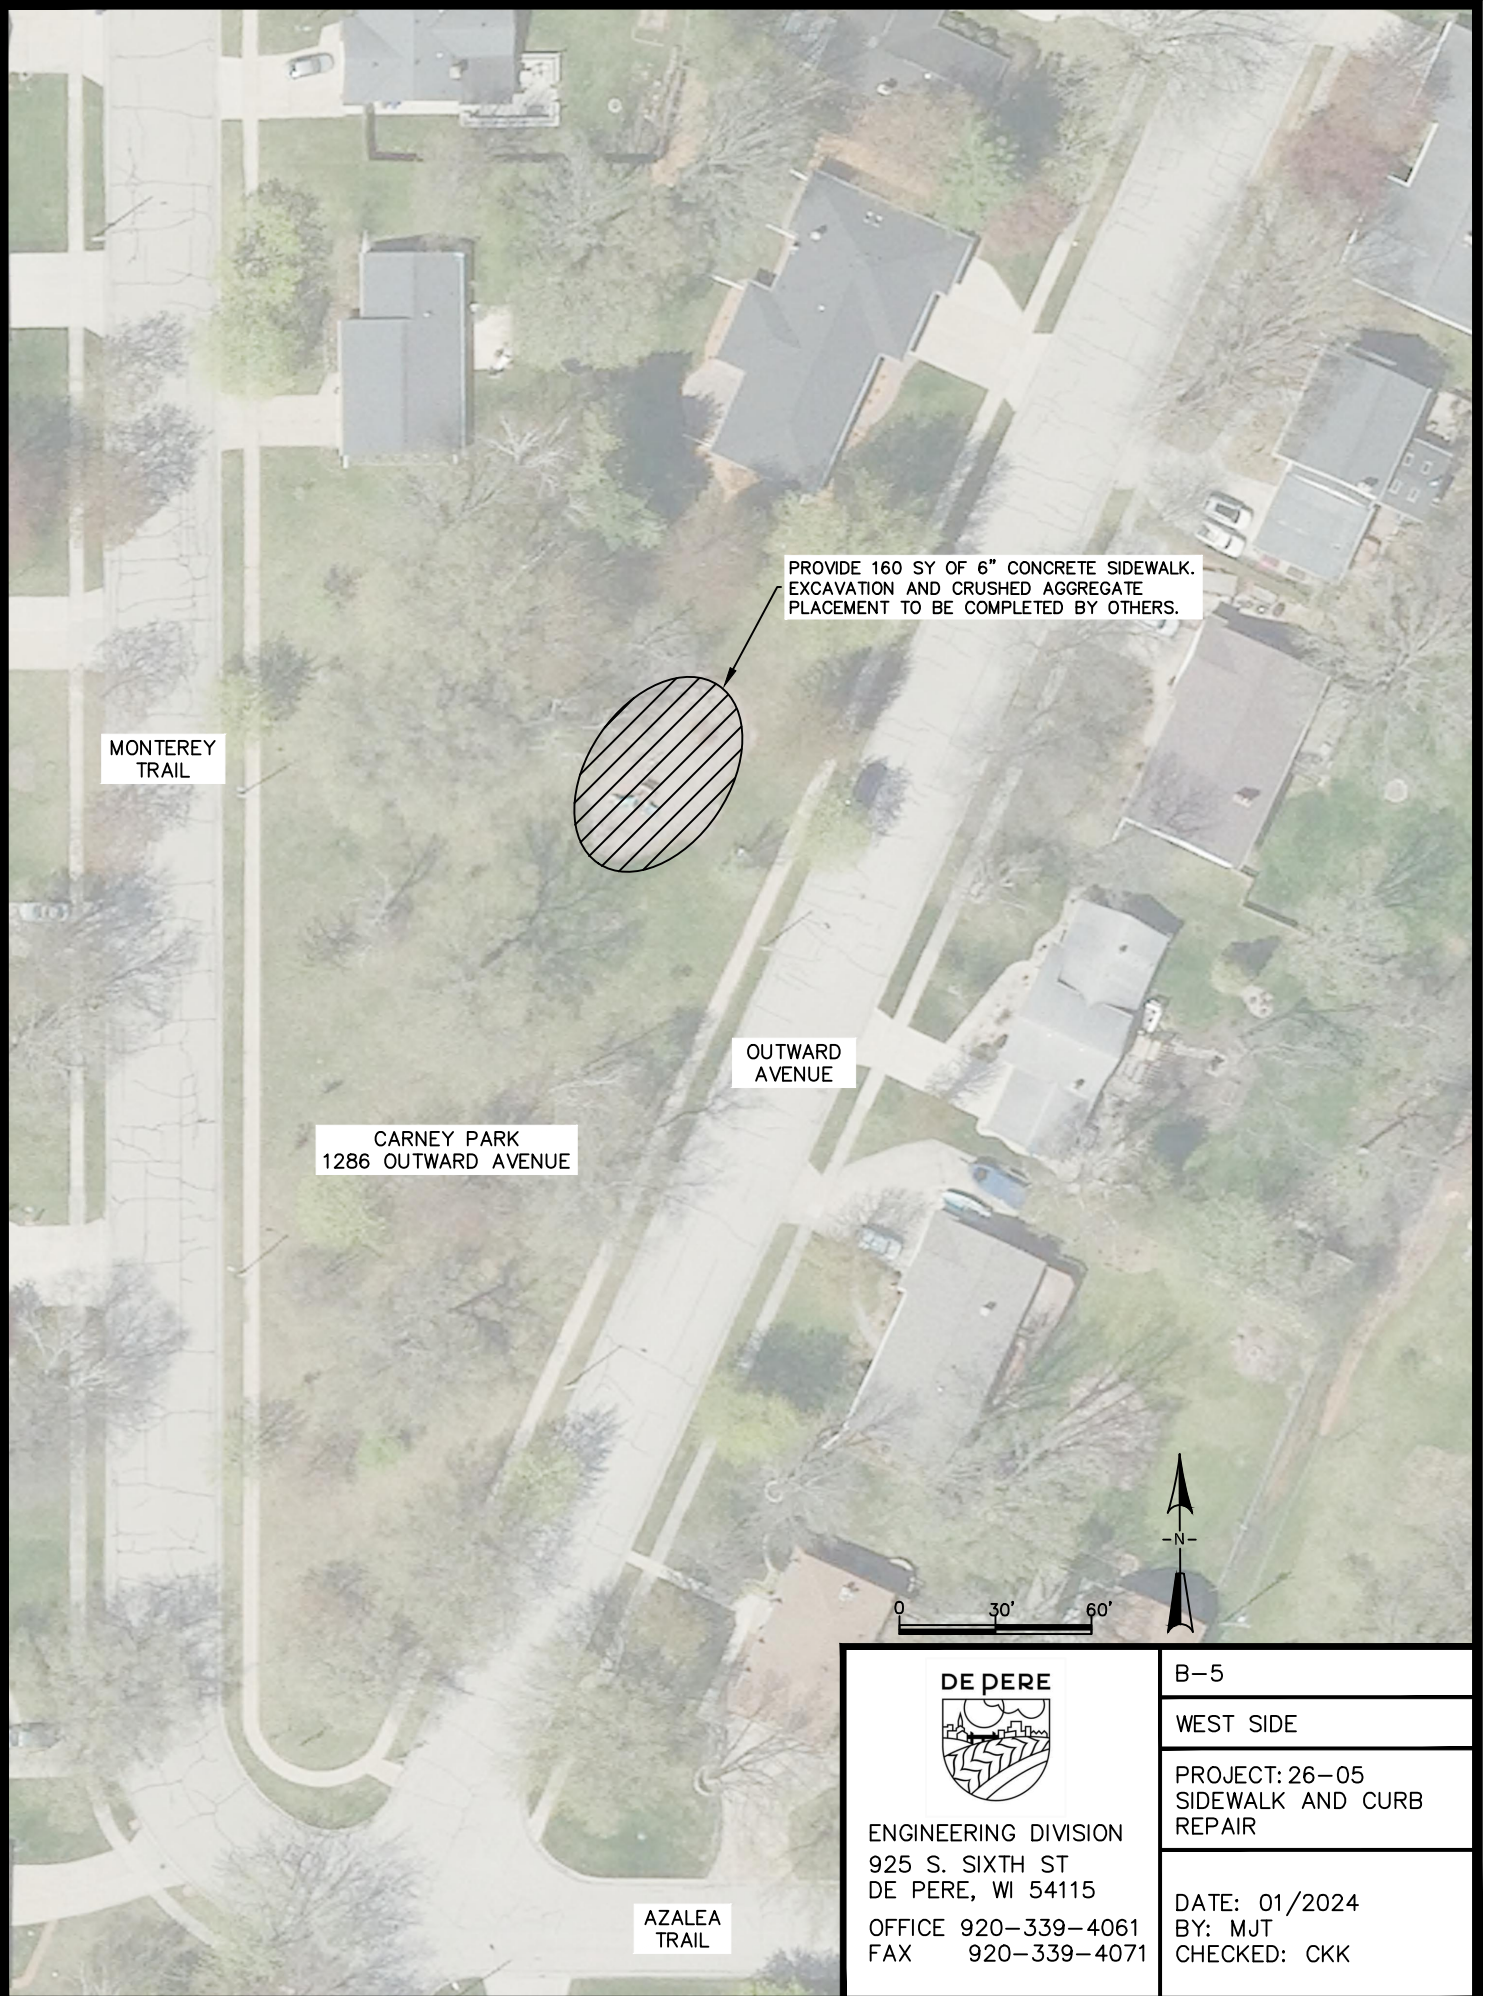 PROVIDE 160 SY OF 6" CONCRETE SIDEWALK.
EXCAVATION AND CRUSHED AGGREGATE
PLACEMENT TO BE COMPLETED BY OTHERS.
MONTEREY
TRAIL
OUTWARD
AVENUE
CARNEY PARK
1286 OUTWARD AVENUE
-N-
0 30' 60'
DE PERE
ENGINEERING DIVISION
925 S. SIXTH ST
DE PERE, WI 54115
OFFICE 920-339-4061
FAX 920-339-4071
B-5
WEST SIDE
PROJECT: 26-05
SIDEWALK AND CURB
REPAIR
DATE: 01/2024
BY: MJT
CHECKED: CKK
AZALEA
TRAIL